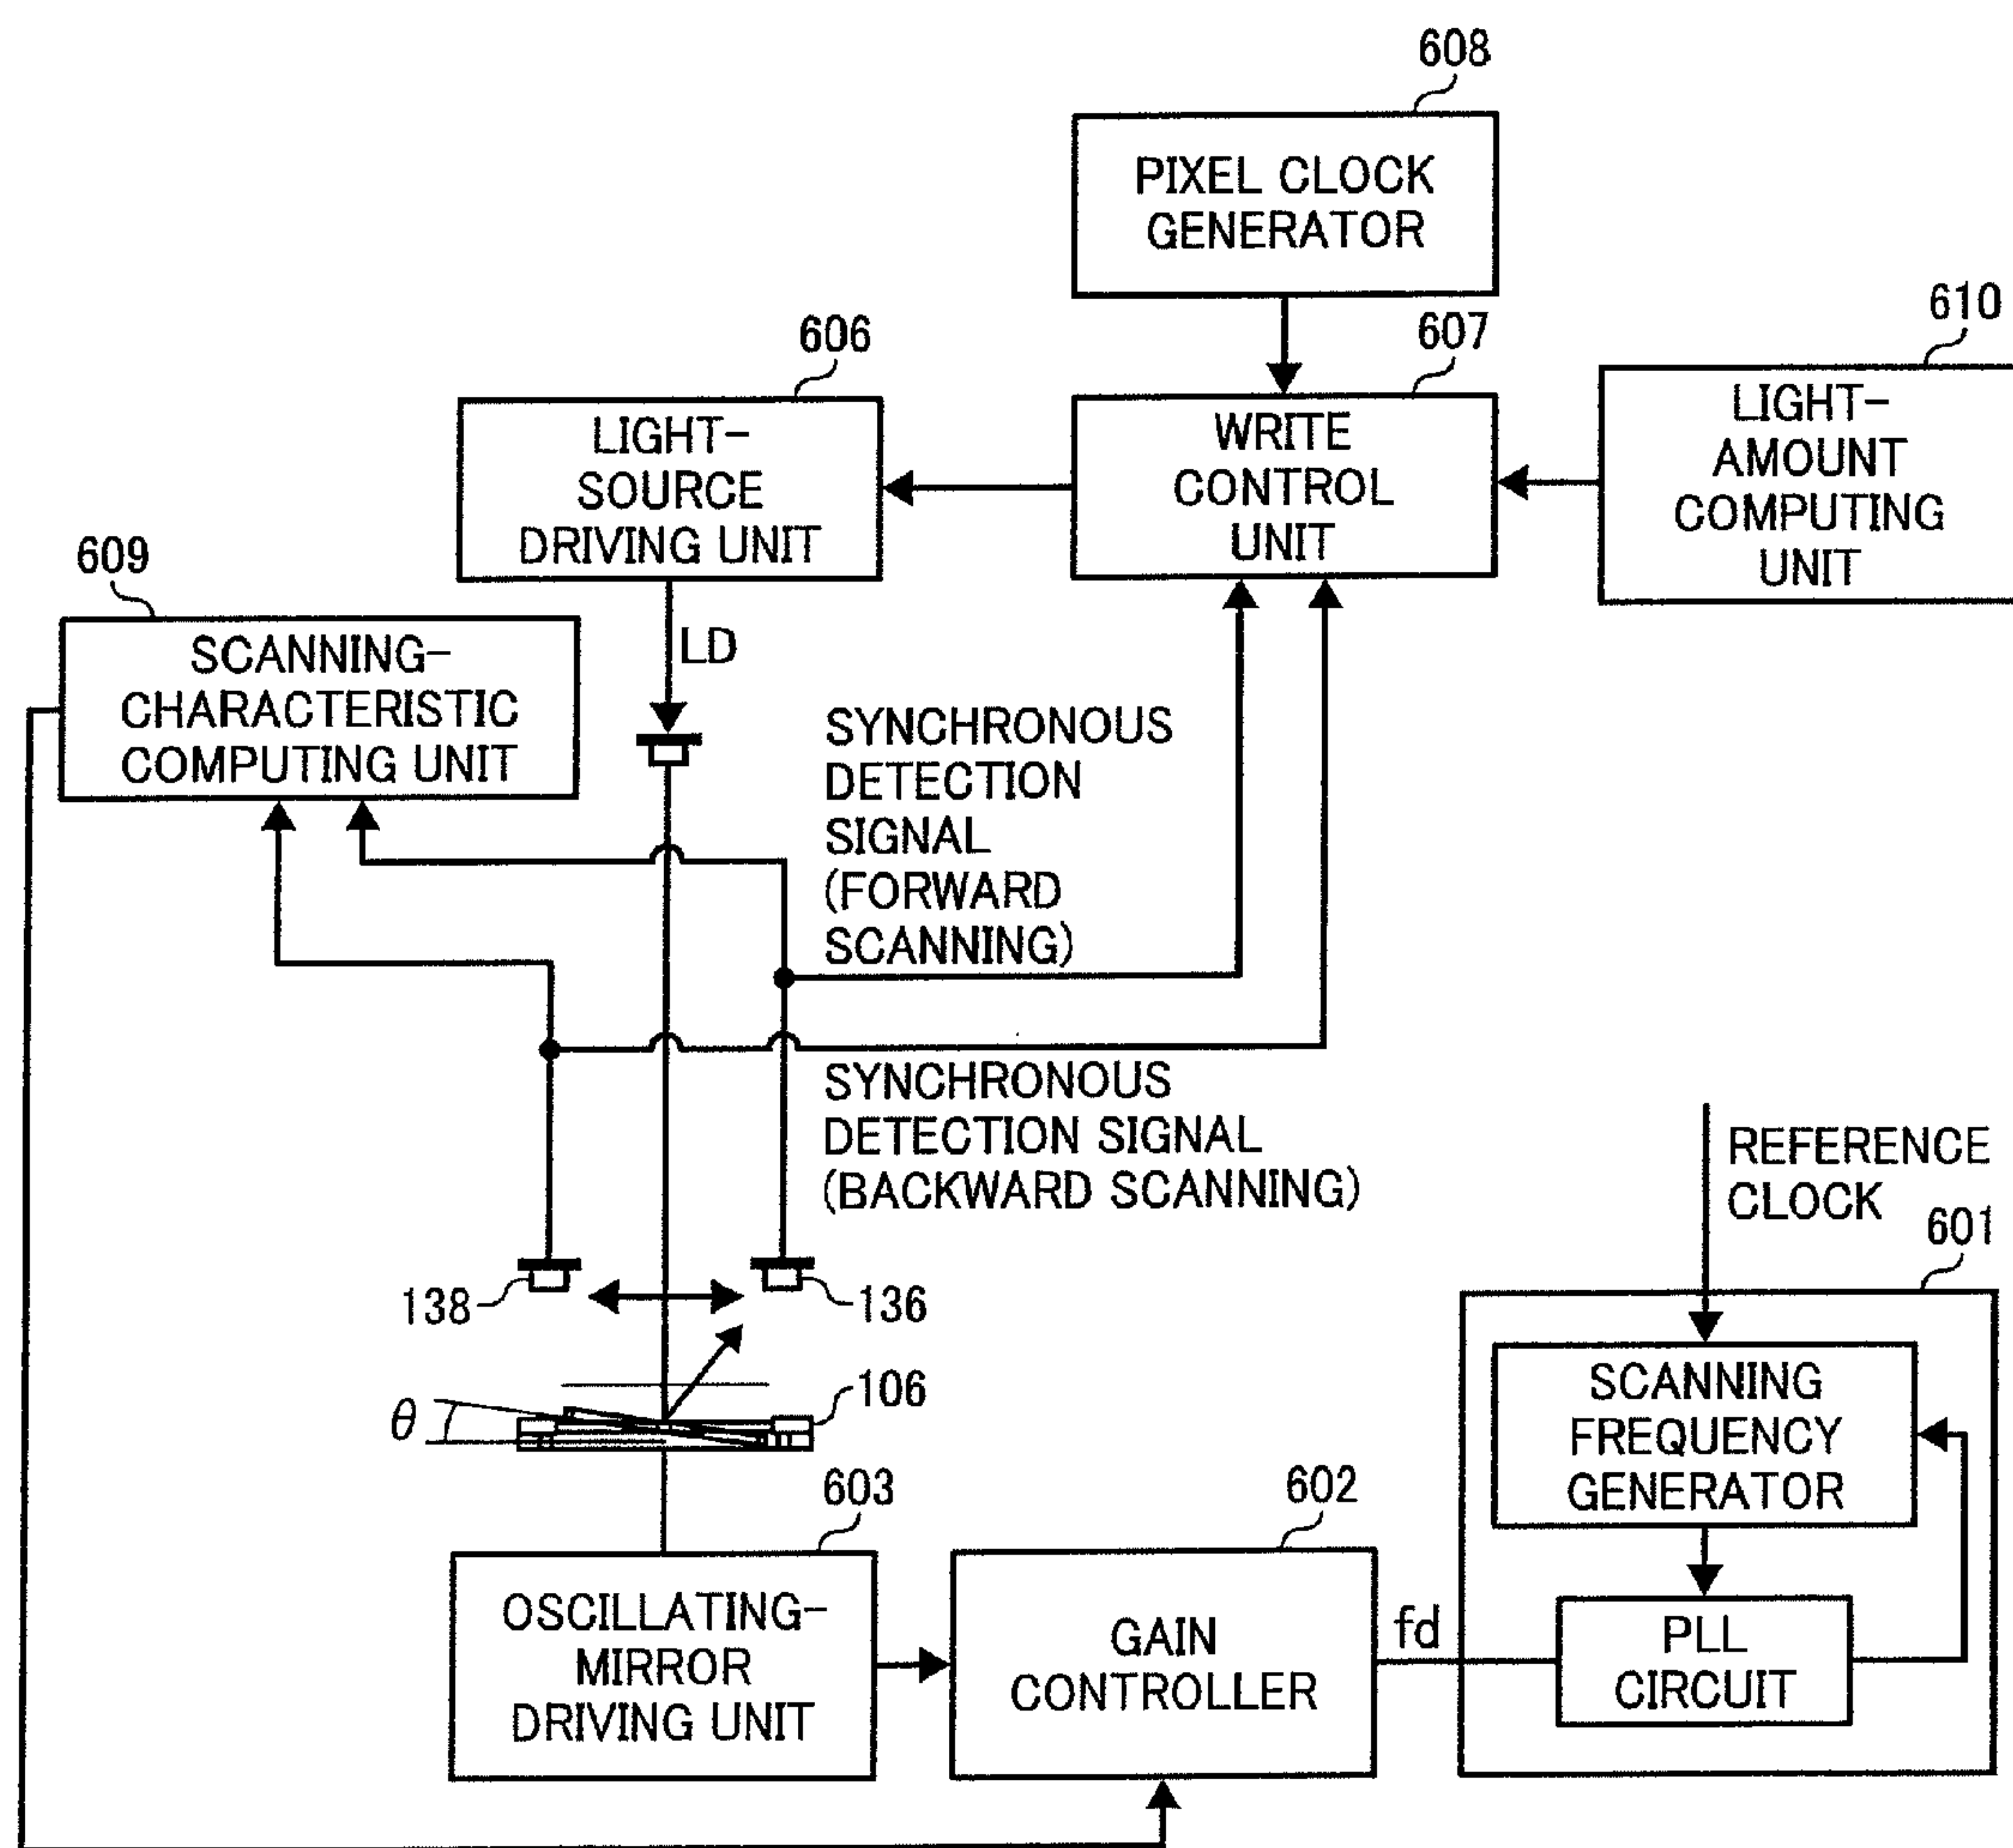 608
PIXEL CLOCK
GENERATOR
606
LIGHT-
SOURCE
DRIVING UNIT
607
WRITE
CONTROL
UNIT
610
LIGHT-
AMOUNT
COMPUTING
UNIT
609
SCANNING-
CHARACTERISTIC
COMPUTING UNIT
LD
SYNCHRONOUS
DETECTION
SIGNAL
(FORWARD
SCANNING)
SYNCHRONOUS
DETECTION SIGNAL
(BACKWARD SCANNING)
138
136
θ
106
REFERENCE
CLOCK
601
SCANNING
FREQUENCY
GENERATOR
PLL
CIRCUIT
603
OSCILLATING-
MIRROR
DRIVING UNIT
602
GAIN
CONTROLLER
fd